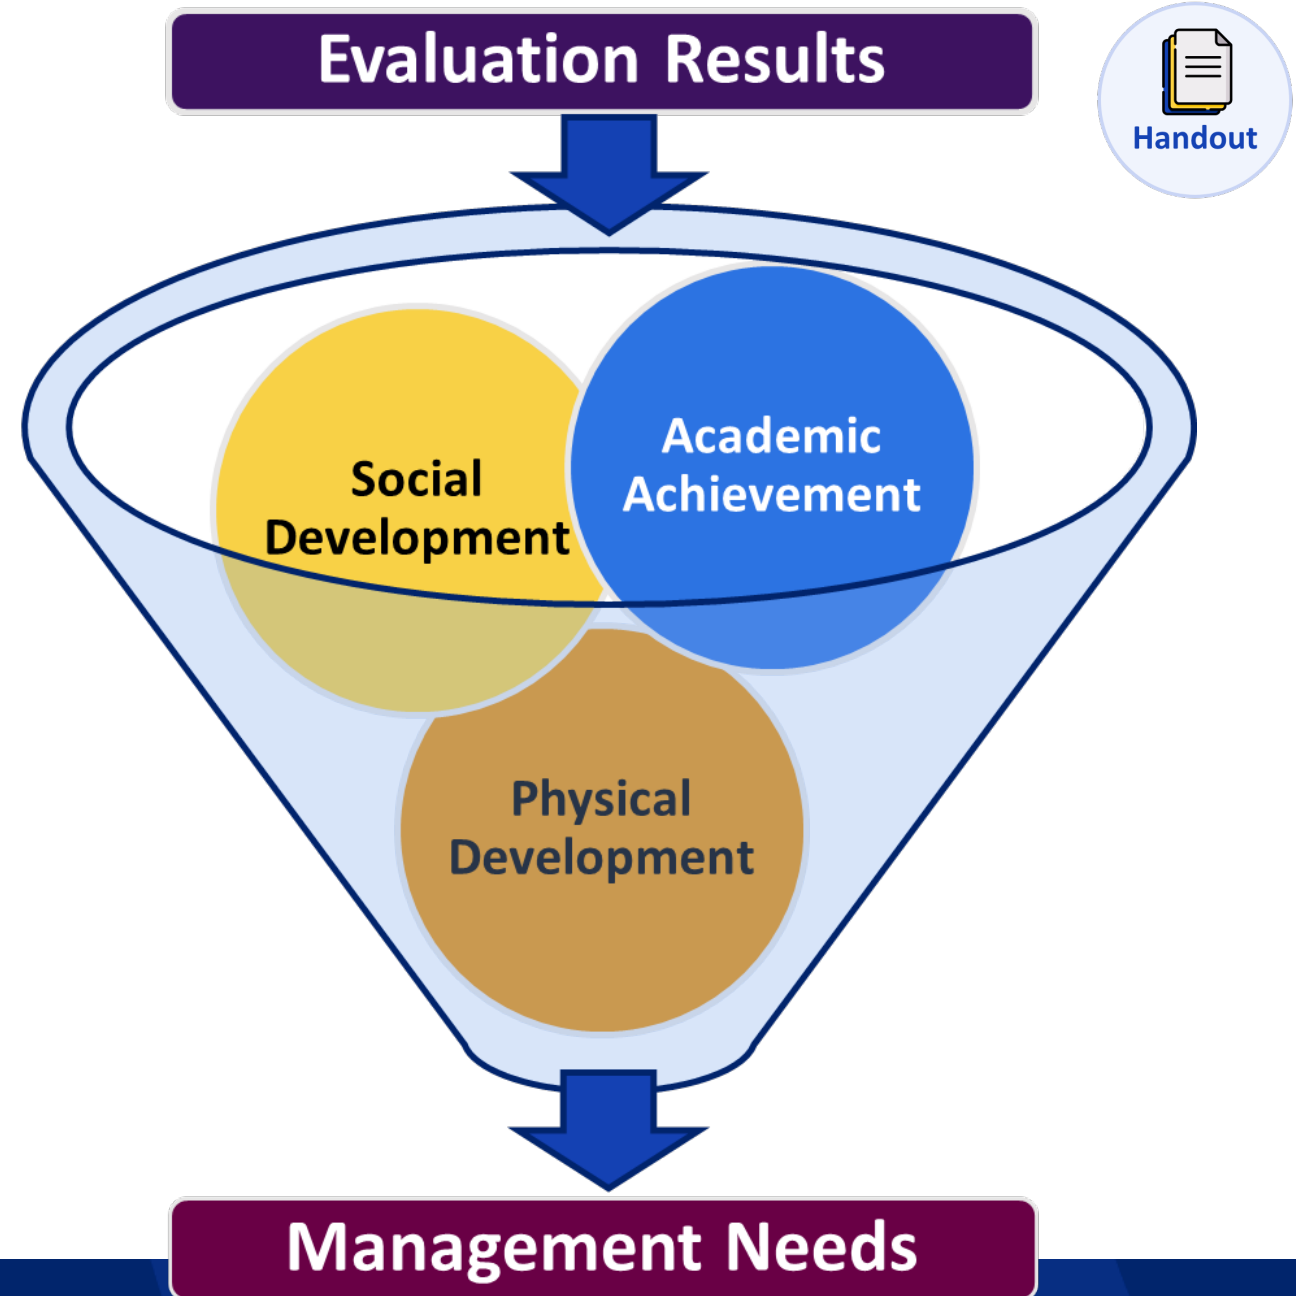 Evaluation Results
Handout
Academic
Achievement
Social
Development
Physical
Development
Management Needs